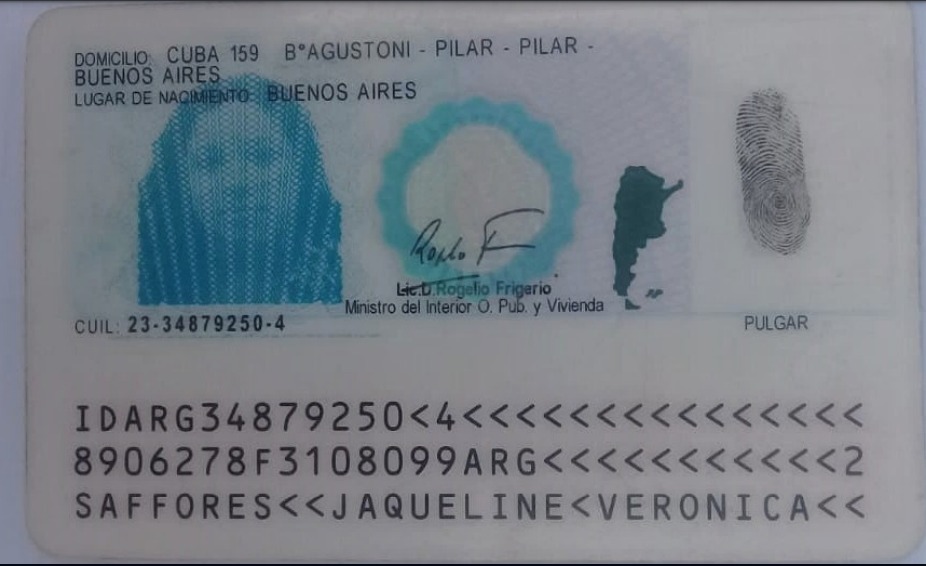 DOMICILIO: CUBA 159 B°AGUSTONI - PILAR - PILAR -
BUENOS AIRES
LUGAR DE NACIMIENTO: BUENOS AIRES
Lic.D.Rogelio Frigerio
Ministro del Interior O. Pub. y Vivienda
CUIL: 23-34879250-4
PULGAR
IDARG34879250<4<<<<<<<<<<<<<<<
8906278F3108099ARG<<<<<<<<<<<2
SAFFORES<<JAQUELINE<VERONICA<<